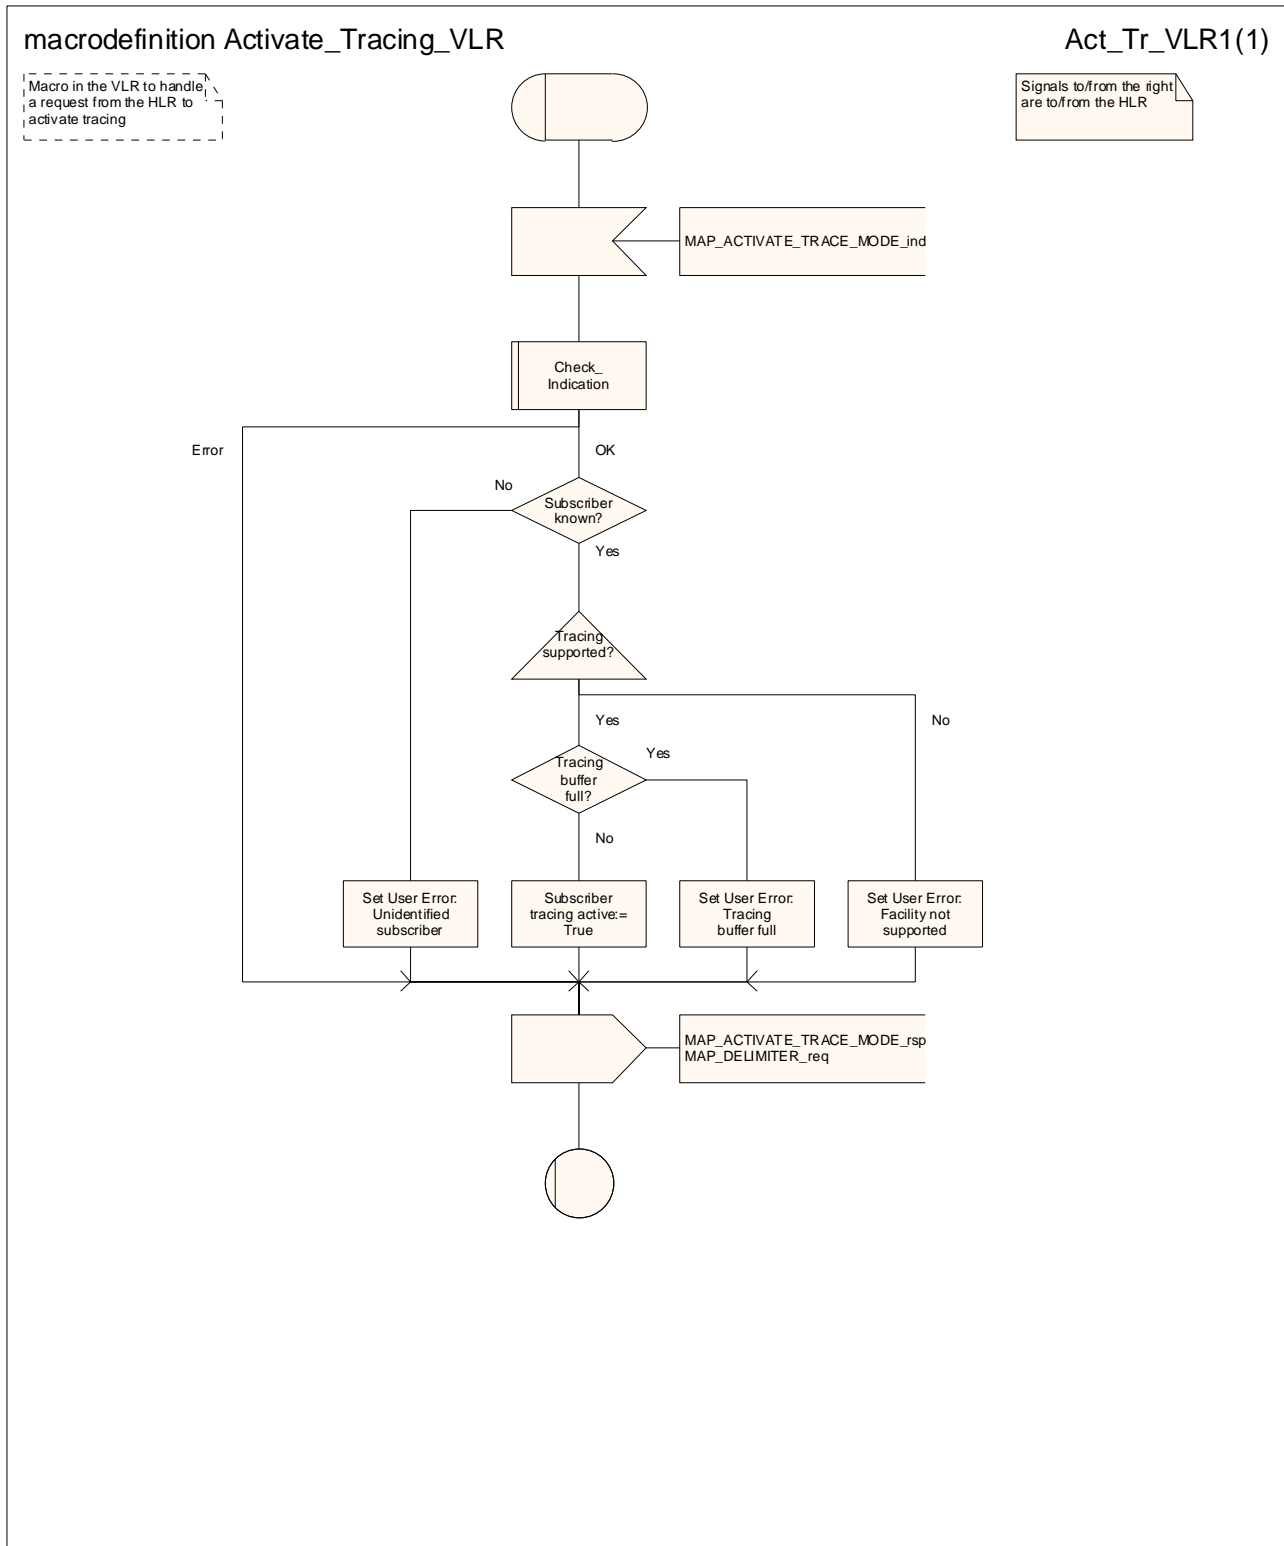 macrodefinition Activate_Tracing_VLR
Act_Tr_VLR1(1)
Macro in the VLR to handle
a request from the HLR to
activate tracing
Signals to/from the right
are to/from the HLR
MAP_ACTIVATE_TRACE_MODE_ind
Check_
Indication
Error
OK
No
Subscriber
known?
Yes
Tracing
supported?
Yes
No
Yes
Tracing
buffer
full?
No
Set User Error:
Unidentified
subscriber
Subscriber
tracing active:=
True
Set User Error:
Tracing
buffer full
Set User Error:
Facility not
supported
MAP_ACTIVATE_TRACE_MODE_rsp
MAP_DELIMITER_req